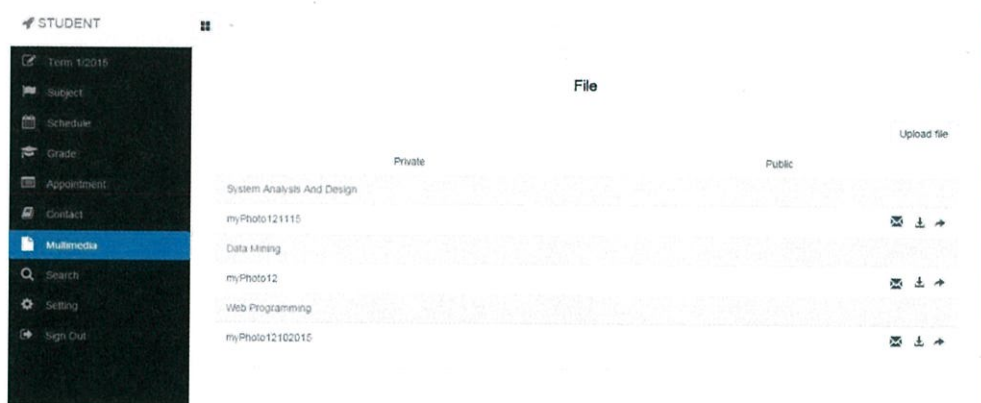 STUDENT
Term 1/2015
Subject
Schedule
Grade
Appointment
Contact
Multimedia
Search
Setting
Sign Out
File
Upload file
Private Public
System Analysis And Design
myPhoto121115
Data Mining
myPhoto12
Web Programming
myPhoto12102015